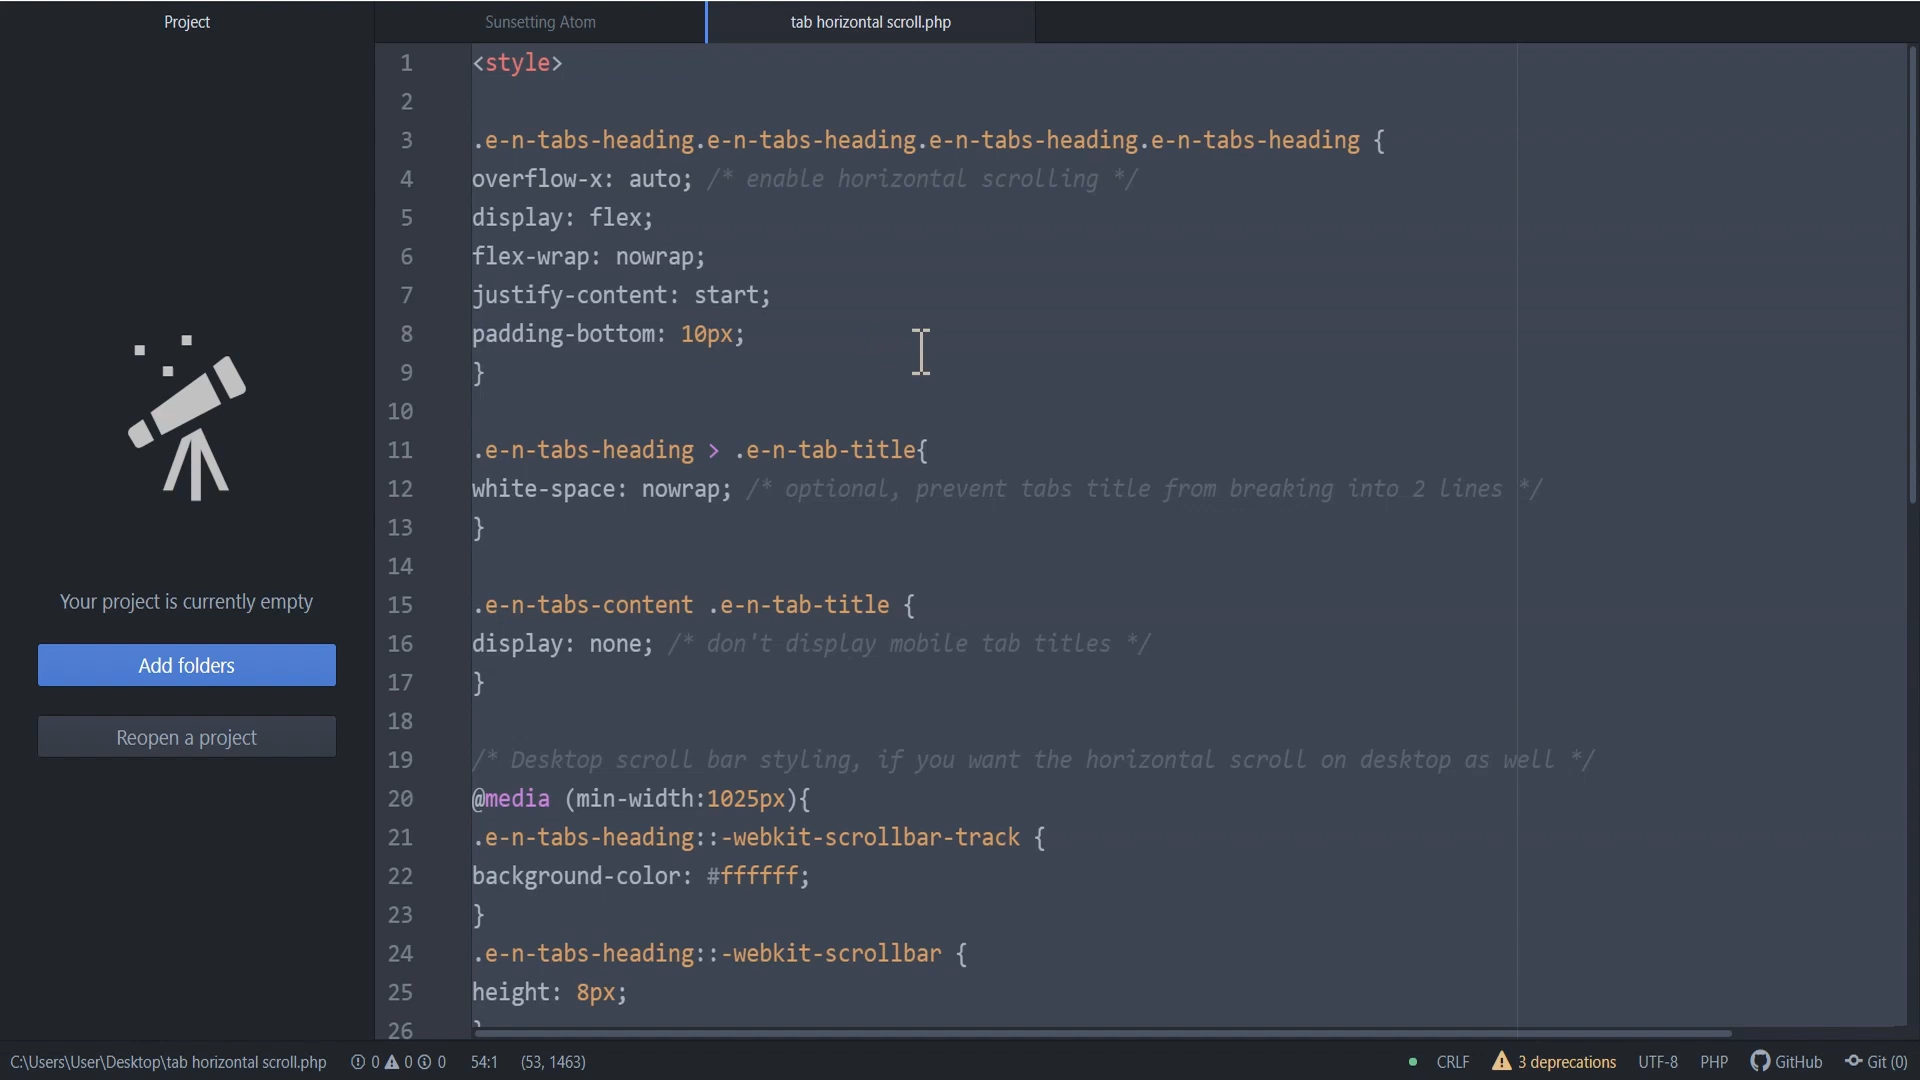 Project
Sunsetting Atom
tab horizontal scroll.php
1 <style>
2
3 .e-n-tabs-heading.e-n-tabs-heading.e-n-tabs-heading.e-n-tabs-heading {
4 overflow-x: auto; /* enable horizontal scrolling */
5 display: flex;
6 flex-wrap: nowrap;
7 justify-content: start;
8 padding-bottom: 10px;
9 }
10
11 .e-n-tabs-heading > .e-n-tab-title{
12 white-space: nowrap; /* optional, prevent tabs title from breaking into 2 lines */
13 }
14
15 .e-n-tabs-content .e-n-tab-title {
16 display: none; /* don't display mobile tab titles */
17 }
18
19 /* Desktop scroll bar styling, if you want the horizontal scroll on desktop as well */
20 @media (min-width:1025px){
21 .e-n-tabs-heading::-webkit-scrollbar-track {
22 background-color: #ffffff;
23 }
24 .e-n-tabs-heading::-webkit-scrollbar {
25 height: 8px;
26 }
Your project is currently empty
Add folders
Reopen a project
C:\Users\User\Desktop\tab horizontal scroll.php 0 0 0 54:1 (53, 1463) CRLF 3 deprecations UTF-8 PHP GitHub Git (0)